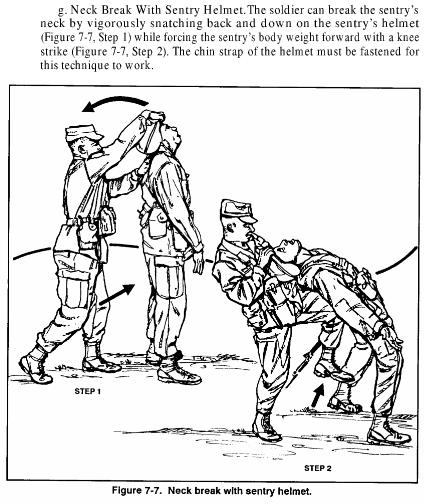 g. Neck Break With Sentry Helmet.The soldier can break the sentry's
neck by vigorously snatching back and down on the sentry's helmet
(Figure 7-7, Step 1) while forcing the sentry's body weight forward with a knee
strike (Figure 7-7, Step 2). The chin strap of the helmet must be fastened for
this technique to work.
STEP 1
STEP 2
Figure 7-7. Neck break with sentry helmet.